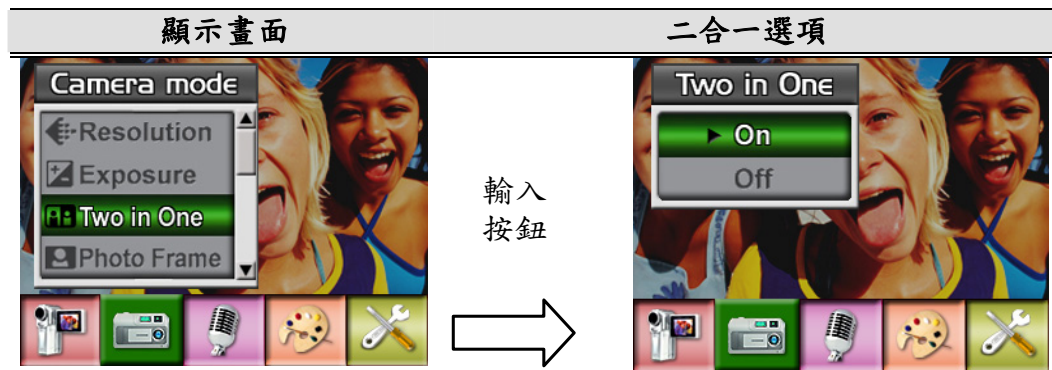 顯示畫面
二合一選項
Camera mode
Resolution
Exposure
Two in One
Photo Frame
輸入
按鈕
Two in One
On
Off